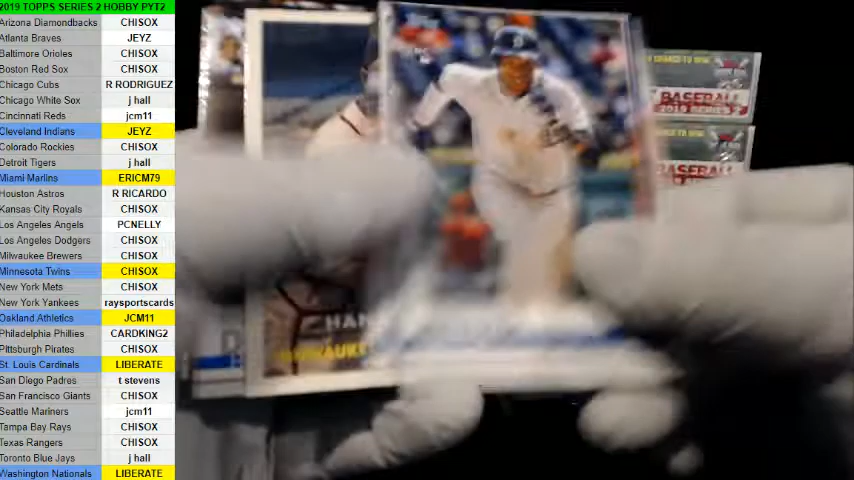 2019 TOPPS SERIES 2 HOBBY PYT2
Arizona Diamondbacks CHISOX
Atlanta Braves JEYZ
Baltimore Orioles CHISOX
Boston Red Sox CHISOX
Chicago Cubs R RODRIGUEZ
Chicago White Sox j hall
Cincinnati Reds jcm11
Cleveland Indians JEYZ
Colorado Rockies CHISOX
Detroit Tigers j hall
Miami Marlins ERICM79
Houston Astros R RICARDO
Kansas City Royals CHISOX
Los Angeles Angels PCNELLY
Los Angeles Dodgers CHISOX
Milwaukee Brewers CHISOX
Minnesota Twins CHISOX
New York Mets CHISOX
New York Yankees raysportscards
Oakland Athletics JCM11
Philadelphia Phillies CARDKING2
Pittsburgh Pirates CHISOX
St. Louis Cardinals LIBERATE
San Diego Padres t stevens
San Francisco Giants CHISOX
Seattle Mariners jcm11
Tampa Bay Rays CHISOX
Texas Rangers CHISOX
Toronto Blue Jays j hall
Washington Nationals LIBERATE
BASEBALL
2019 SERIES 2
HAN
MILWAUKE